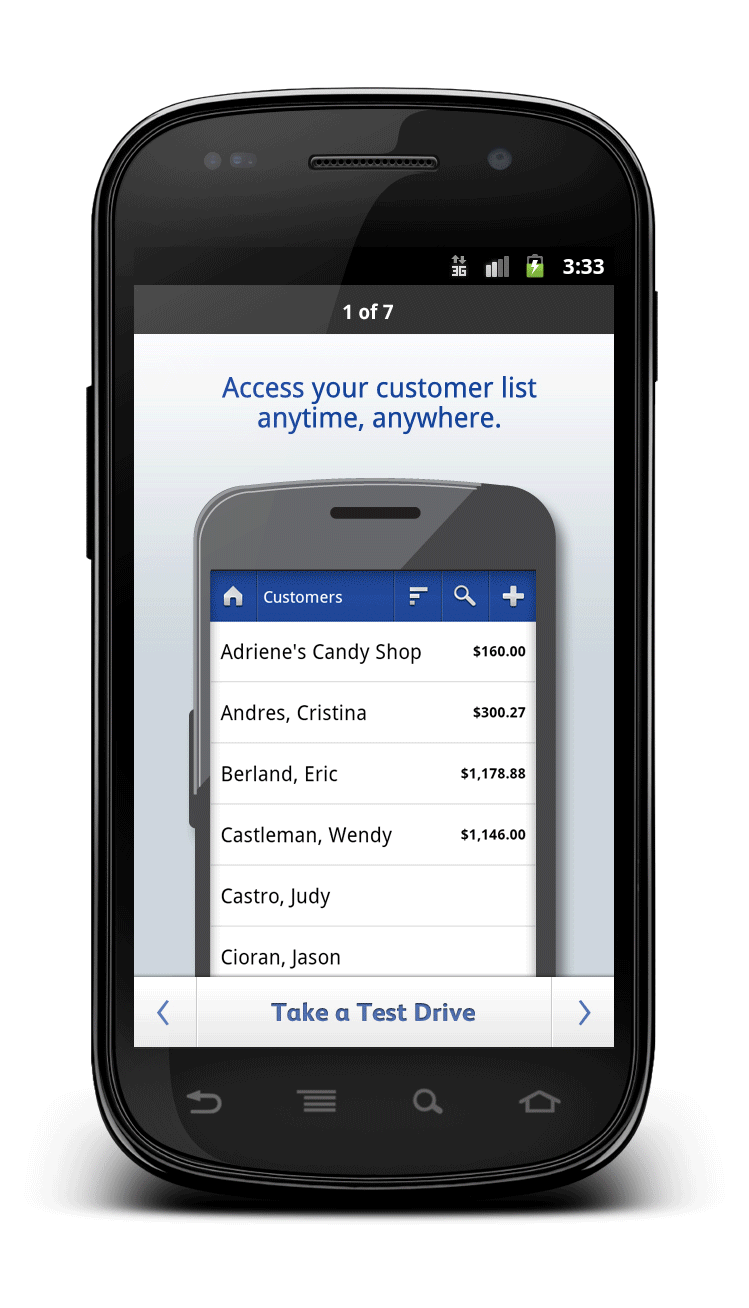 3G 3:33
1 of 7
Access your customer list
anytime, anywhere.
Customers
Adriene's Candy Shop $160.00
Andres, Cristina $300.27
Berland, Eric $1,178.88
Castleman, Wendy $1,146.00
Castro, Judy
Cioran, Jason
Take a Test Drive